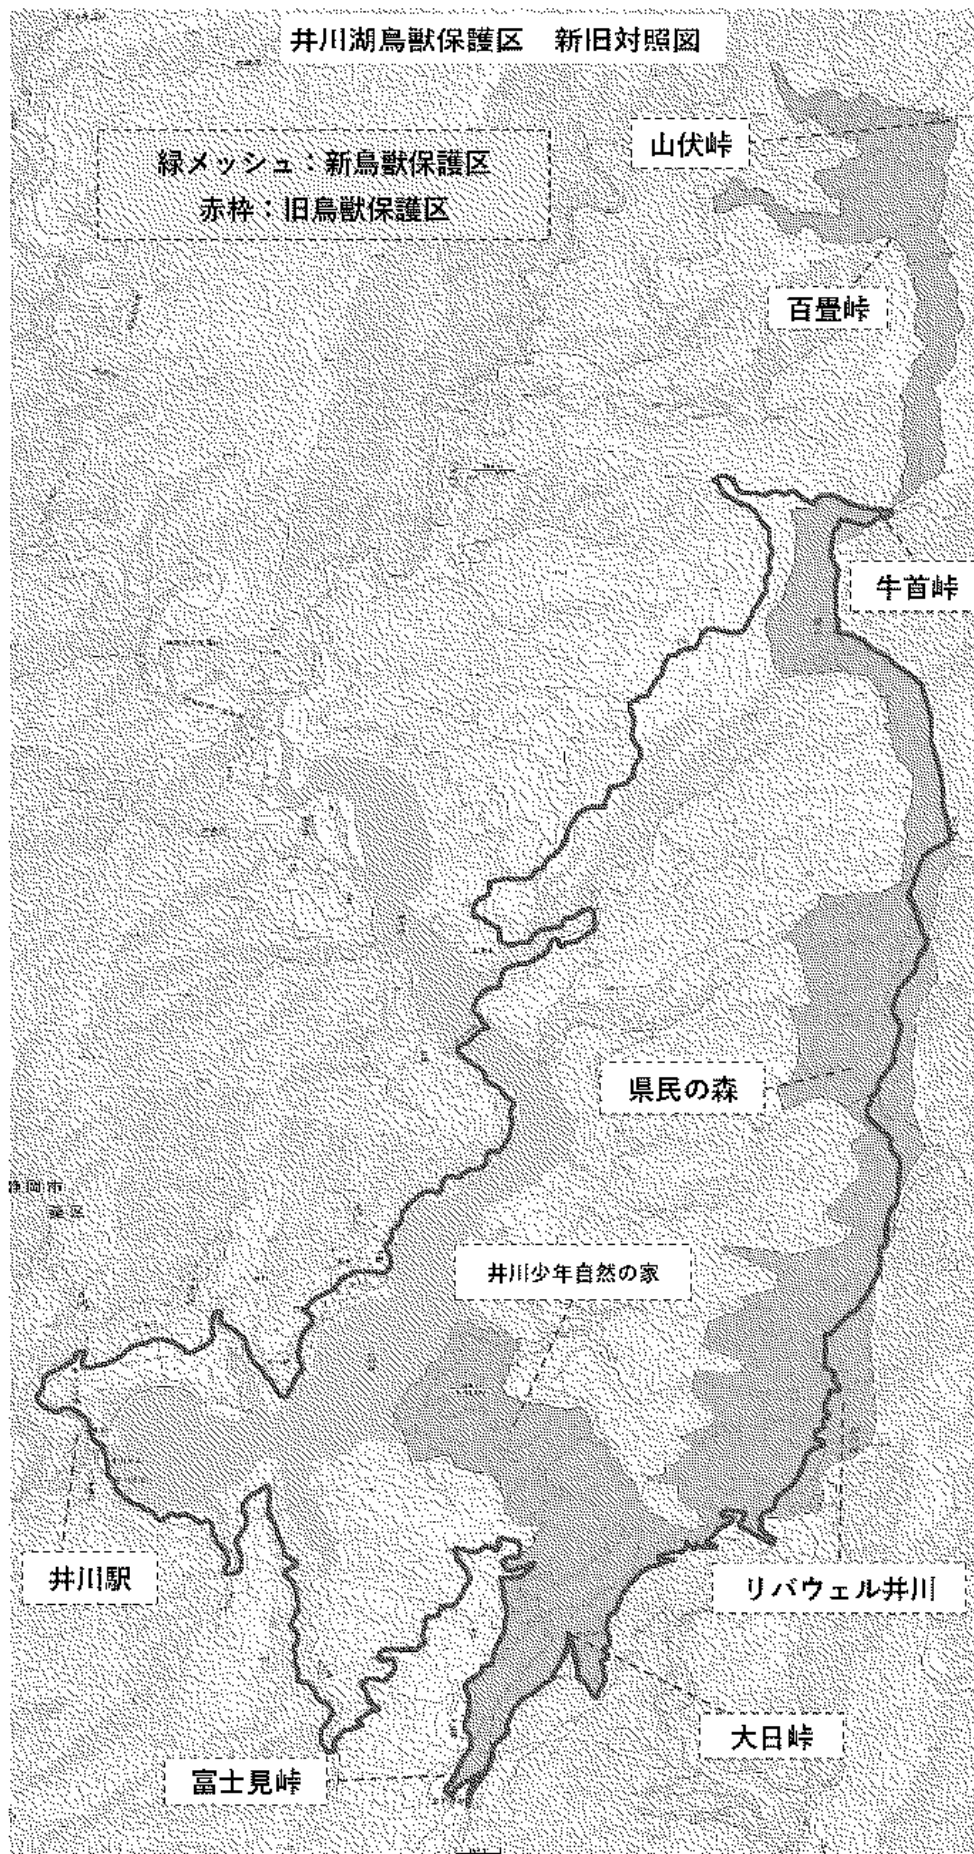 井川湖鳥獣保護区　新旧対照図
山伏峠
緑メッシュ：新鳥獣保護区
赤枠：旧鳥獣保護区
百畳峠
牛首峠
県民の森
静岡市
葵区
井川少年自然の家
井川駅
リバウェル井川
大日峠
富士見峠